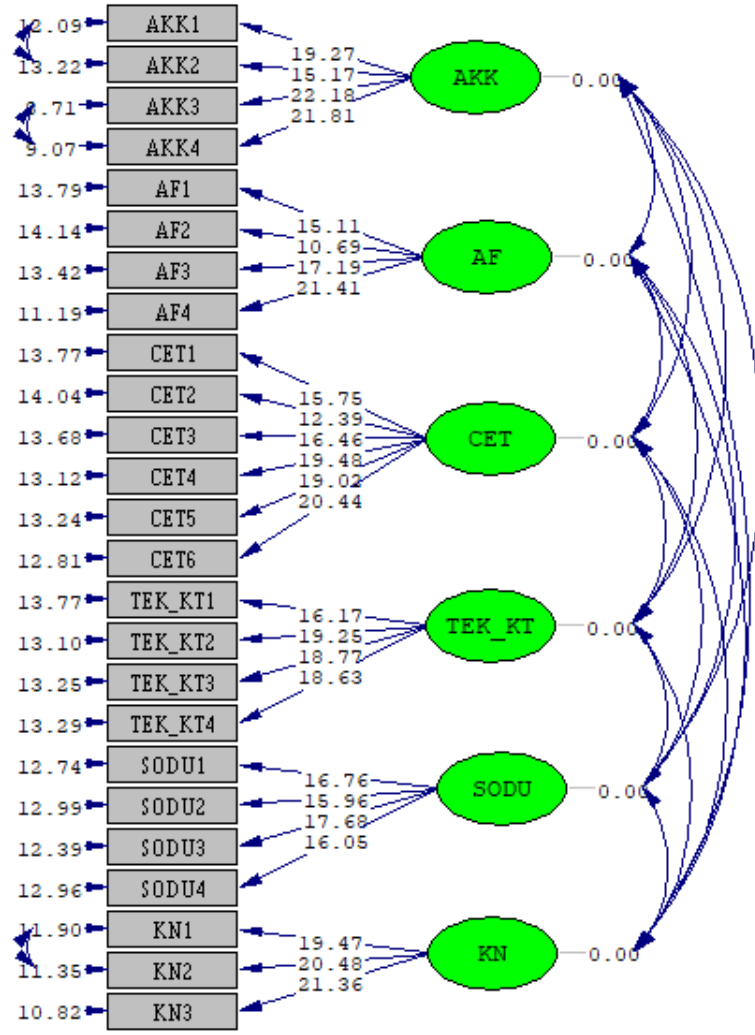 12.09 AKK1
19.27
13.22 AKK2
15.17 AKK 0.00
AKK3
22.18
21.81
9.07 AKK4
13.79 AF1
15.11
14.14 AF2
10.69 AF 0.00
13.42 AF3
17.19
21.41
11.19 AF4
13.77 CET1
14.04 CET2
15.75
12.39
13.68 CET3
16.46 CET 0.00
19.48
13.12 CET4
19.02
13.24 CET5
20.44
12.81 CET6
13.77 TEK_KT1
16.17
13.10 TEK_KT2
19.25 TEK_KT 0.00
18.77
13.25 TEK_KT3
18.63
13.29 TEK_KT4
12.74 SODU1
16.76
12.99 SODU2
15.96 SODU 0.00
17.68
12.39 SODU3
16.05
12.96 SODU4
11.90 KN1
19.47
20.48 KN 0.00
11.35 KN2
21.36
10.82 KN3